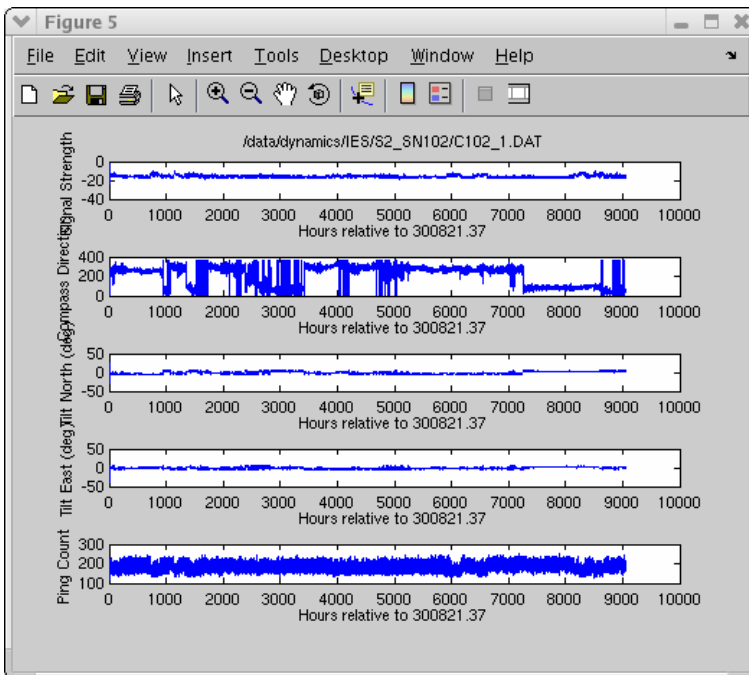 Figure 5
File Edit View Insert Tools Desktop Window Help
/data/dynamics/IES/S2_SN102/C102_1.DAT
Signal Strength
0
-20
-40
0 1000 2000 3000 4000 5000 6000 7000 8000 9000 10000
Hours relative to 300821.37
Compass Direction
400
200
0
0 1000 2000 3000 4000 5000 6000 7000 8000 9000 10000
Hours relative to 300821.37
Tilt North (deg)
50
0
-50
0 1000 2000 3000 4000 5000 6000 7000 8000 9000 10000
Hours relative to 300821.37
Tilt East (deg)
50
0
-50
0 1000 2000 3000 4000 5000 6000 7000 8000 9000 10000
Hours relative to 300821.37
Ping Count
300
200
100
0 1000 2000 3000 4000 5000 6000 7000 8000 9000 10000
Hours relative to 300821.37